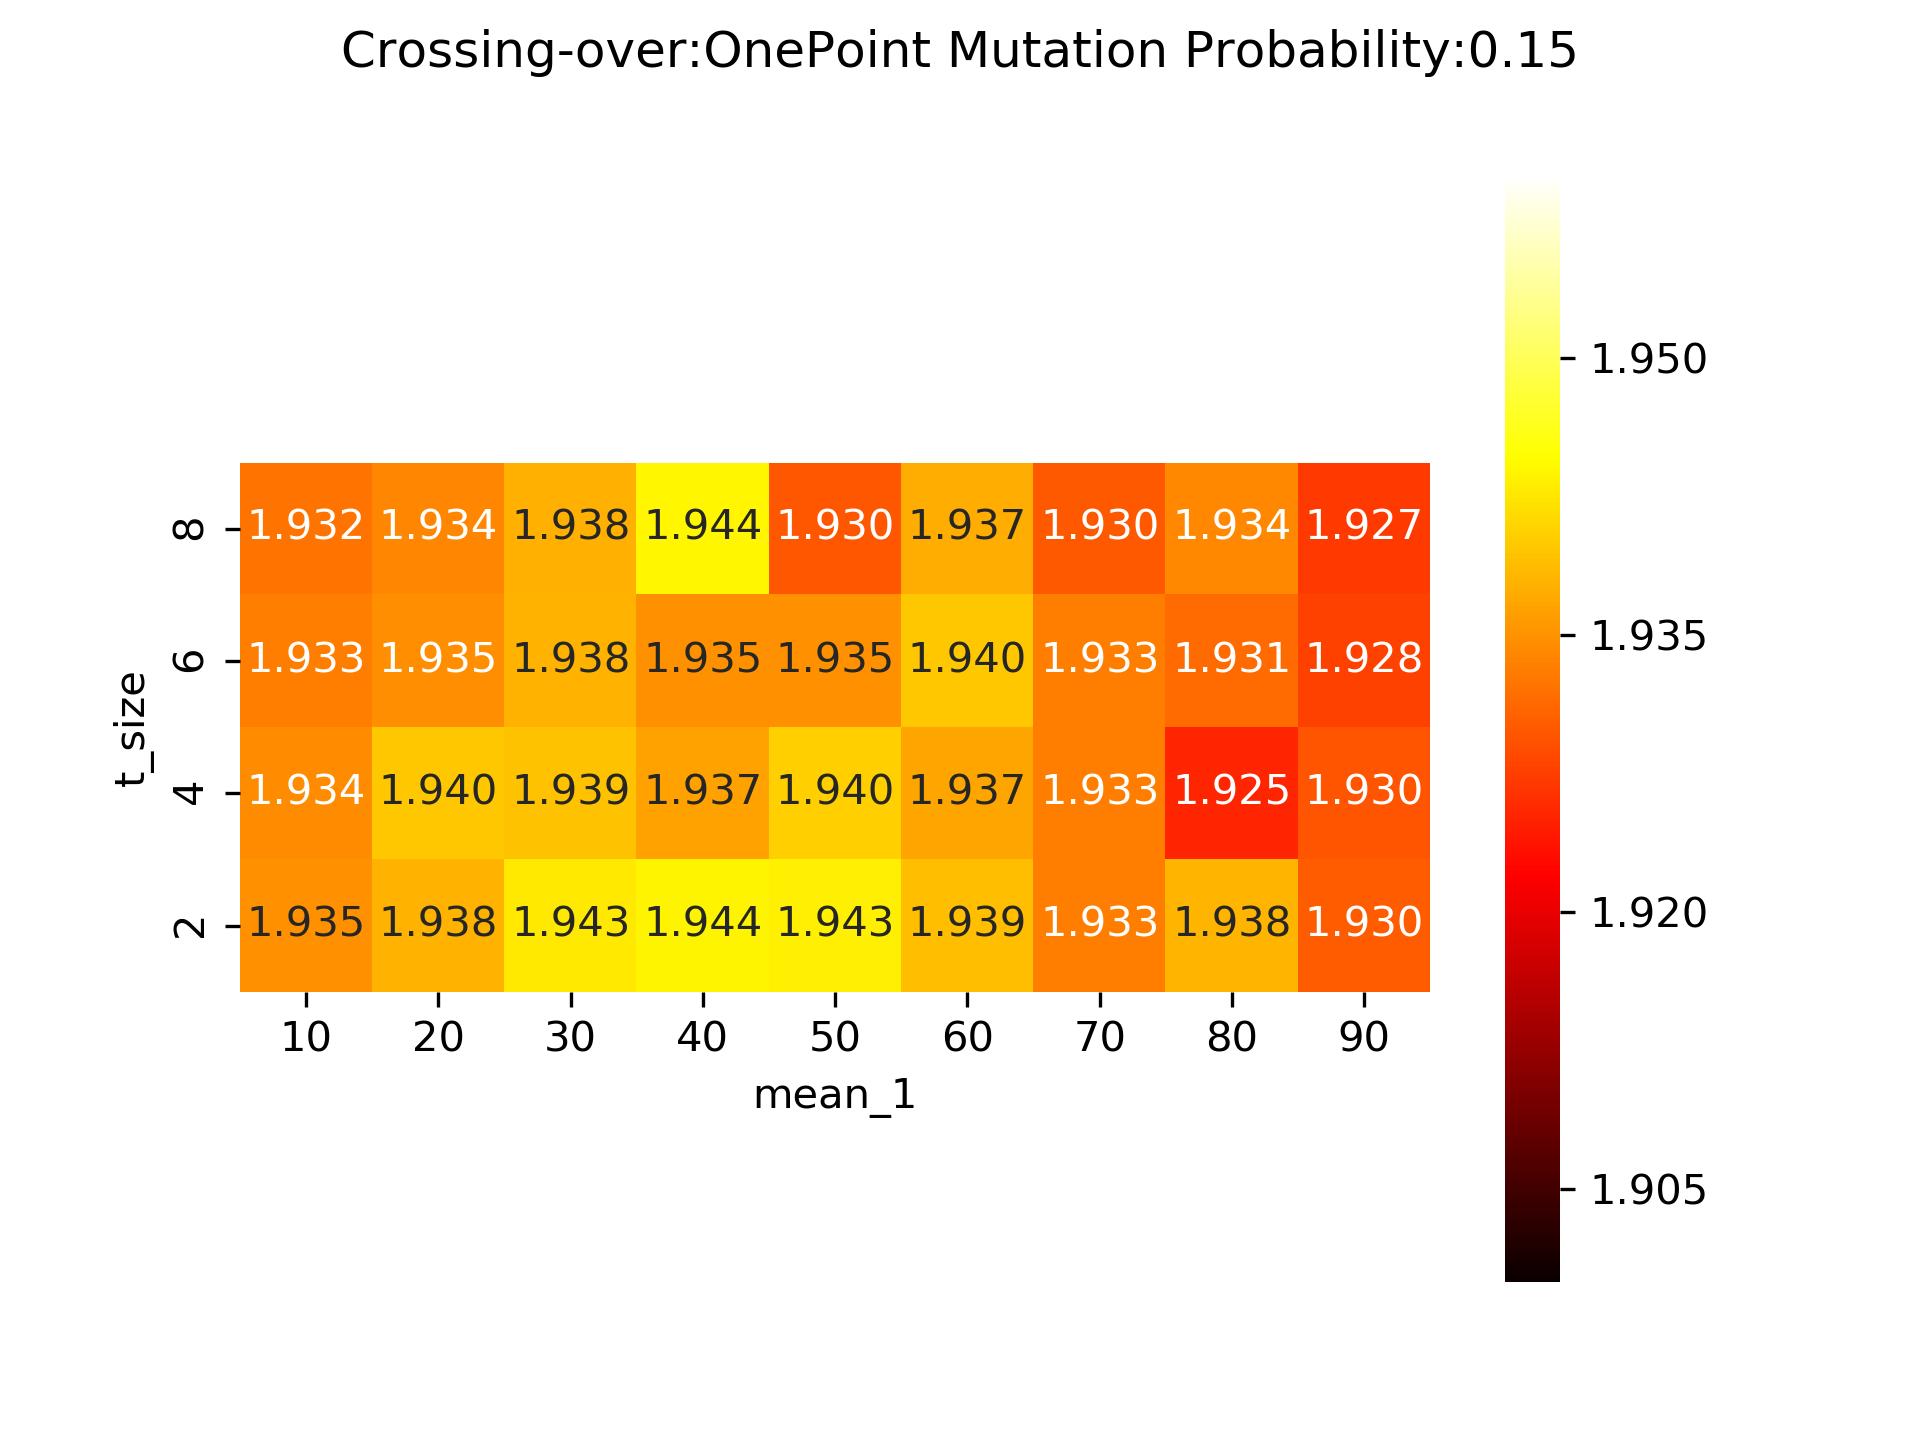 Crossing-over:OnePoint Mutation Probability:0.15
1.950
1.935
1.920
1.905
t_size
8 1.932 1.934 1.938 1.944 1.930 1.937 1.930 1.934 1.927
6 1.933 1.935 1.938 1.935 1.935 1.940 1.933 1.931 1.928
4 1.934 1.940 1.939 1.937 1.940 1.937 1.933 1.925 1.930
2 1.935 1.938 1.943 1.944 1.943 1.939 1.933 1.938 1.930
10 20 30 40 50 60 70 80 90
mean_1